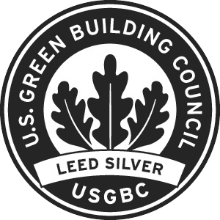 U.S. GREEN BUILDING COUNCIL
LEED SILVER
USGBC